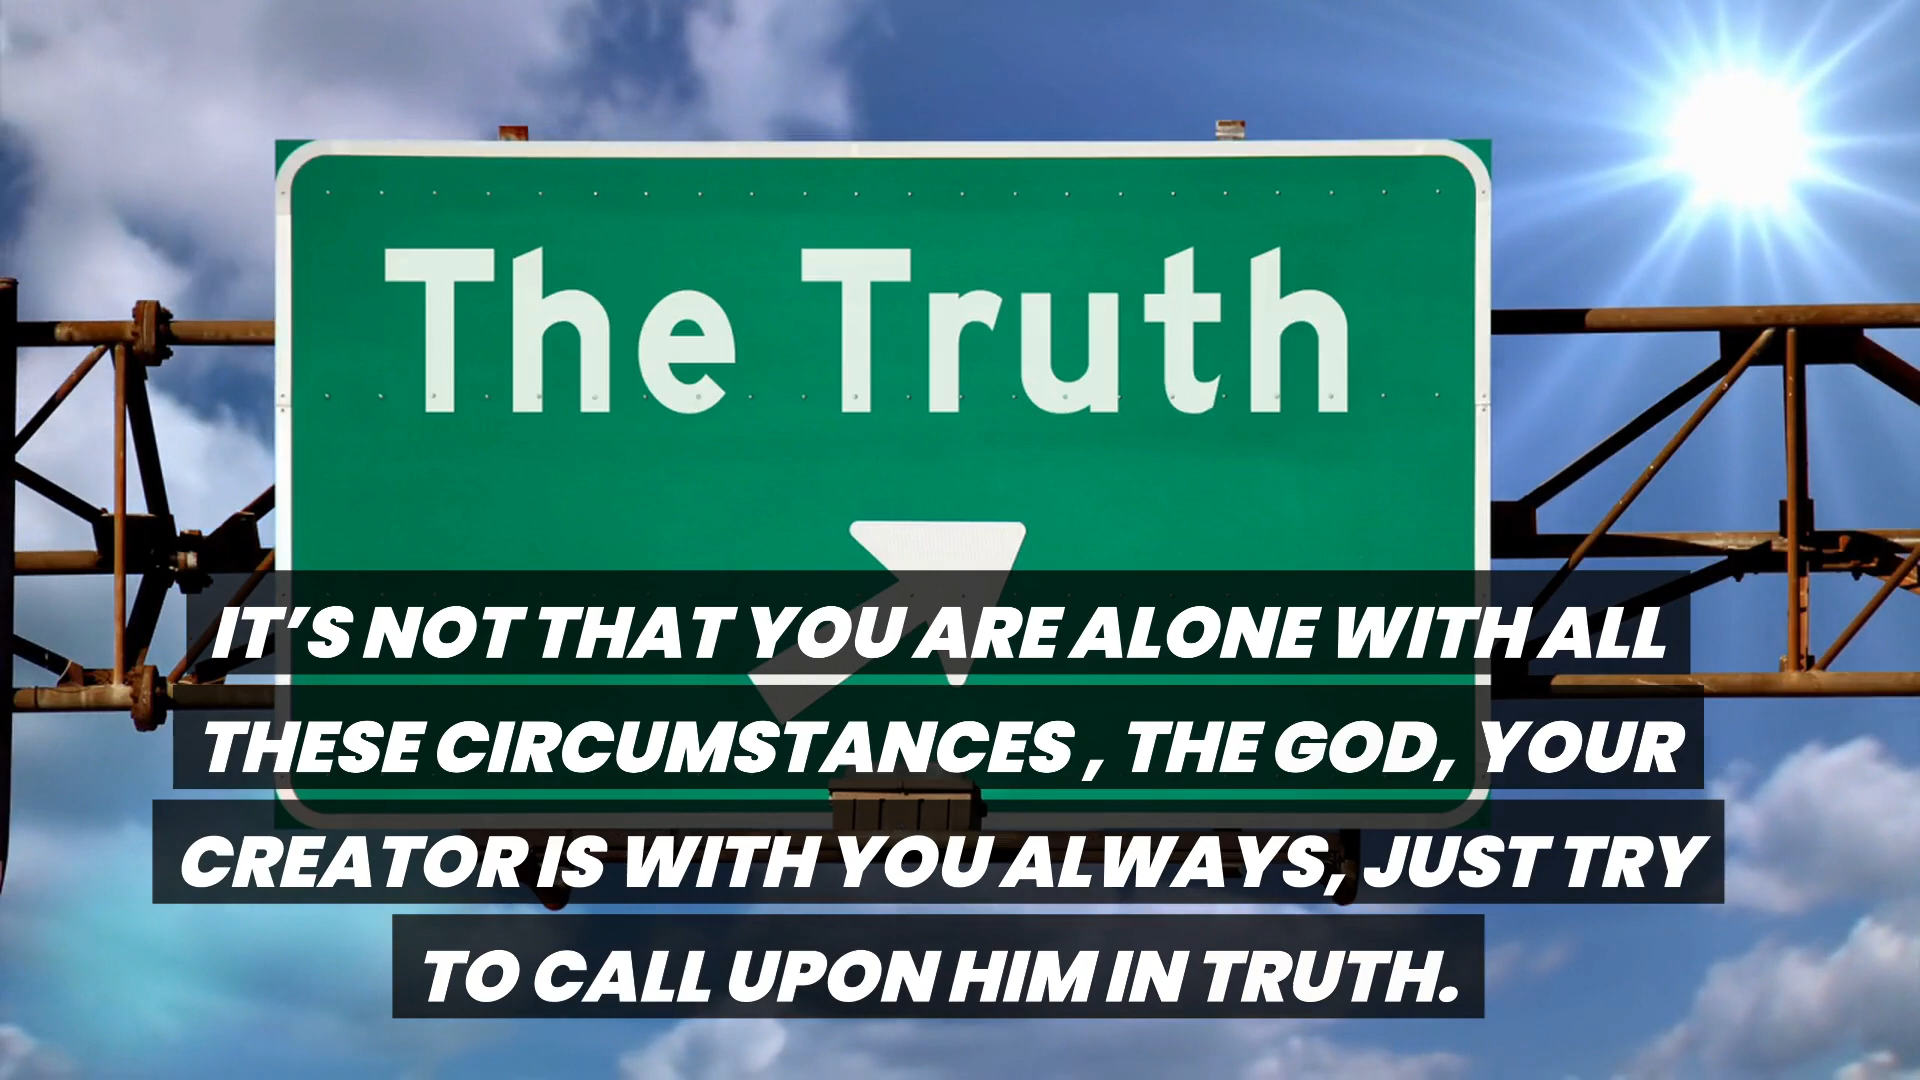 The Truth
IT’S NOT THAT YOU ARE ALONE WITH ALL
THESE CIRCUMSTANCES , THE GOD, YOUR
CREATOR IS WITH YOU ALWAYS, JUST TRY
TO CALL UPON HIM IN TRUTH.